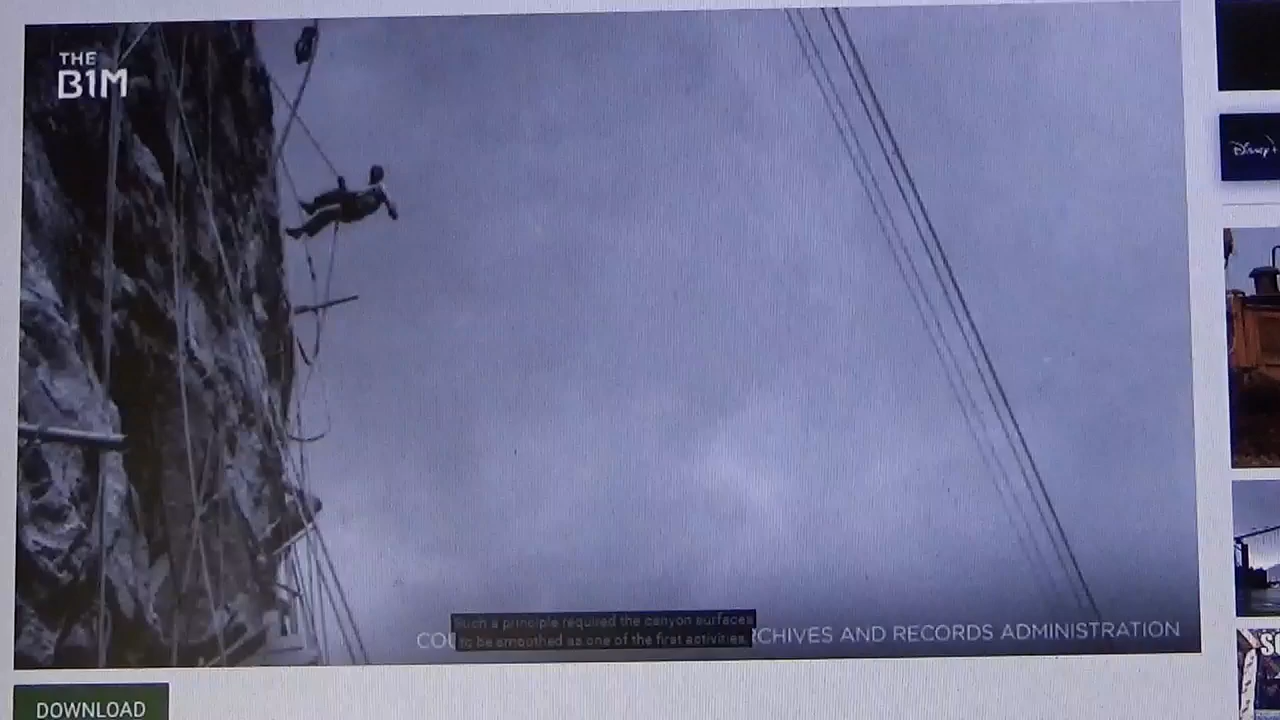 THE
B1M
Such a principle required the canyon surfaces
to be smoothed as one of the first activities.
COU
RCHIVES AND RECORDS ADMINISTRATION
DOWNLOAD
Disney+